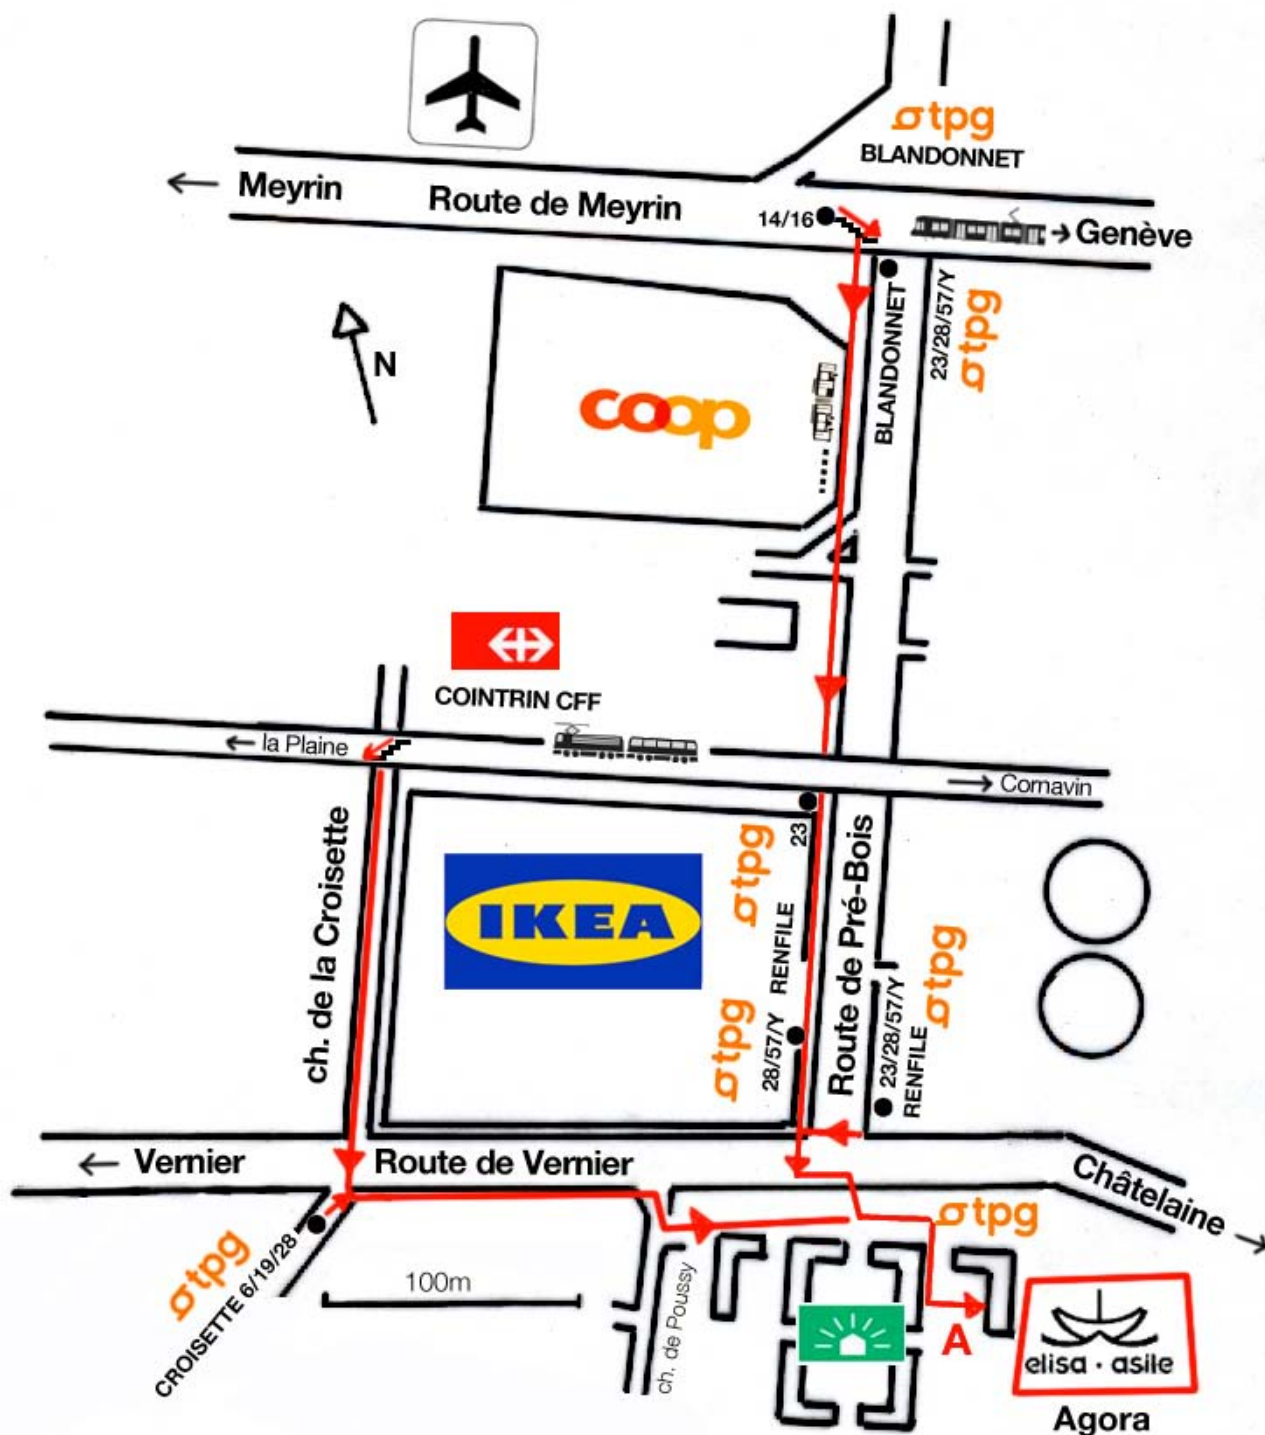 tpg
BLANDONNET
Meyrin
Route de Meyrin
14/16
Genève
N
coop
BLANDONNET
23/28/57/Y
tpg
COINTRIN CFF
la Plaine
Cornavin
ch. de la Croisette
IKEA
tpg
23
RENFILE
tpg
28/57/Y
Route de Pré-Bois
tpg
23/28/57/Y
RENFILE
Vernier
Route de Vernier
Châtelaine
tpg
CROISETTE 6/19/28
100m
ch. de Poussy
tpg
A
elisa · asile
Agora